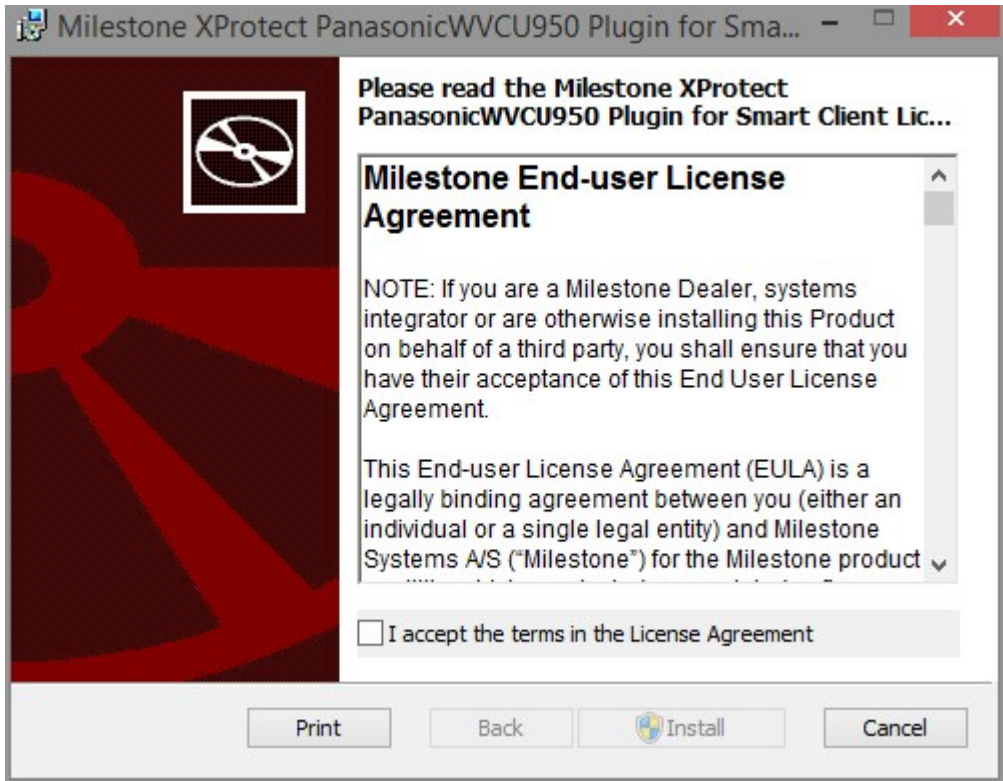 Milestone XProtect PanasonicWVCU950 Plugin for Sma...
Please read the Milestone XProtect
PanasonicWVCU950 Plugin for Smart Client Lic...
Milestone End-user License
Agreement
NOTE: If you are a Milestone Dealer, systems
integrator or are otherwise installing this Product
on behalf of a third party, you shall ensure that you
have their acceptance of this End User License
Agreement.
This End-user License Agreement (EULA) is a
legally binding agreement between you (either an
individual or a single legal entity) and Milestone
Systems A/S (“Milestone”) for the Milestone product
I accept the terms in the License Agreement
Print
Back
Install
Cancel